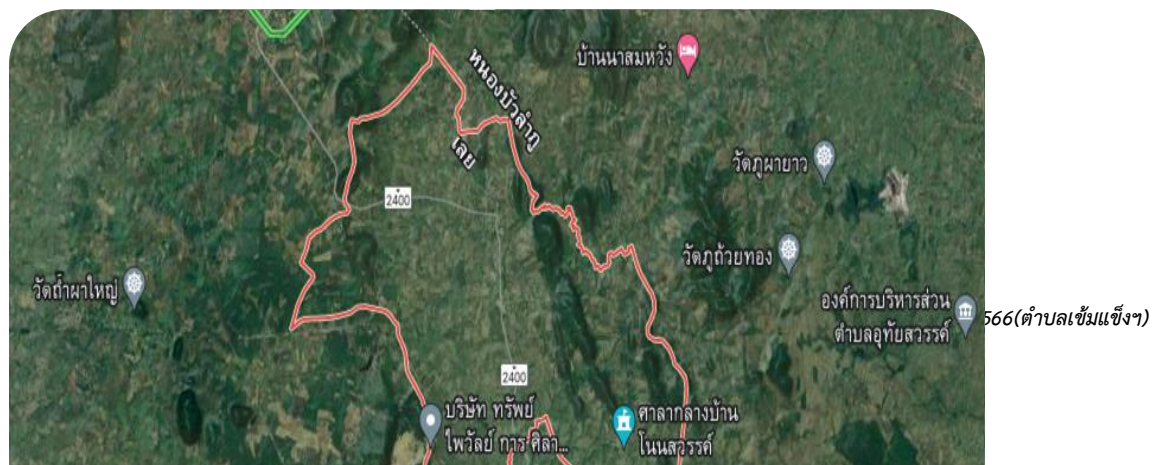 บ้านนาสมหวัง
หนองบัวลำภู
เลย
วัดภูผายาว
2400
วัดภูถ้วยทอง
วัดถ้ำผาใหญ่
องค์การบริหารส่วน
ตำบลอุทัยสวรรค์
566(ตำบลเข้มแข็งฯ)
2400
บริษัท ทรัพย์
ไพวัลย์ การ ศิลา...
ศาลากลางบ้าน
โนนสวรรค์